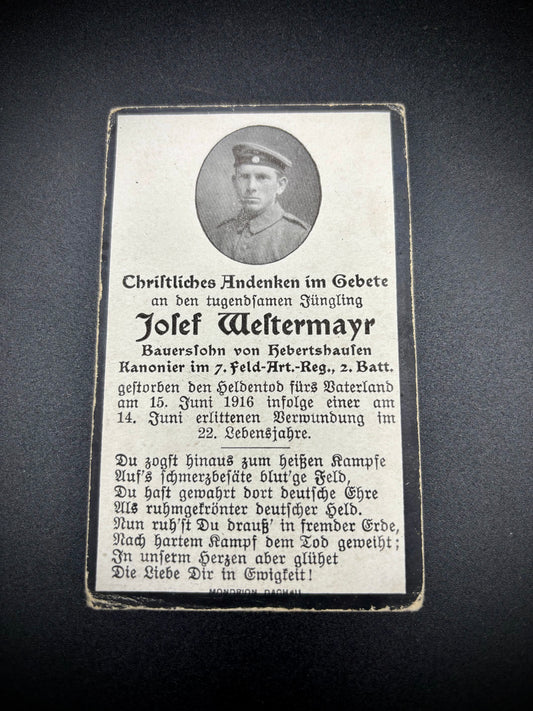 Christliches Andenken im Gebete
an den tugendsamen Jüngling
Josef Westermayr
Bauerssohn von Hebertshausen
Kanonier im 7. Feld-Art.-Reg., 2. Batt.
gestorben den Heldentod fürs Vaterland
am 15. Juni 1916 infolge einer am
14. Juni erlittenen Verwundung im
22. Lebensjahre.
Du zogst hinaus zum heißen Kampfe
Auf's schmerzbesäte blut'ge Feld,
Du hast gewahrt dort deutsche Ehre
Als ruhmgekrönter deutscher Held.
Nun ruh'st Du drauß' in fremder Erde,
Nach hartem Kampf dem Tod geweiht;
In unserm Herzen aber glühet
Die Liebe Dir in Ewigkeit!
MONDRION, DACHAU